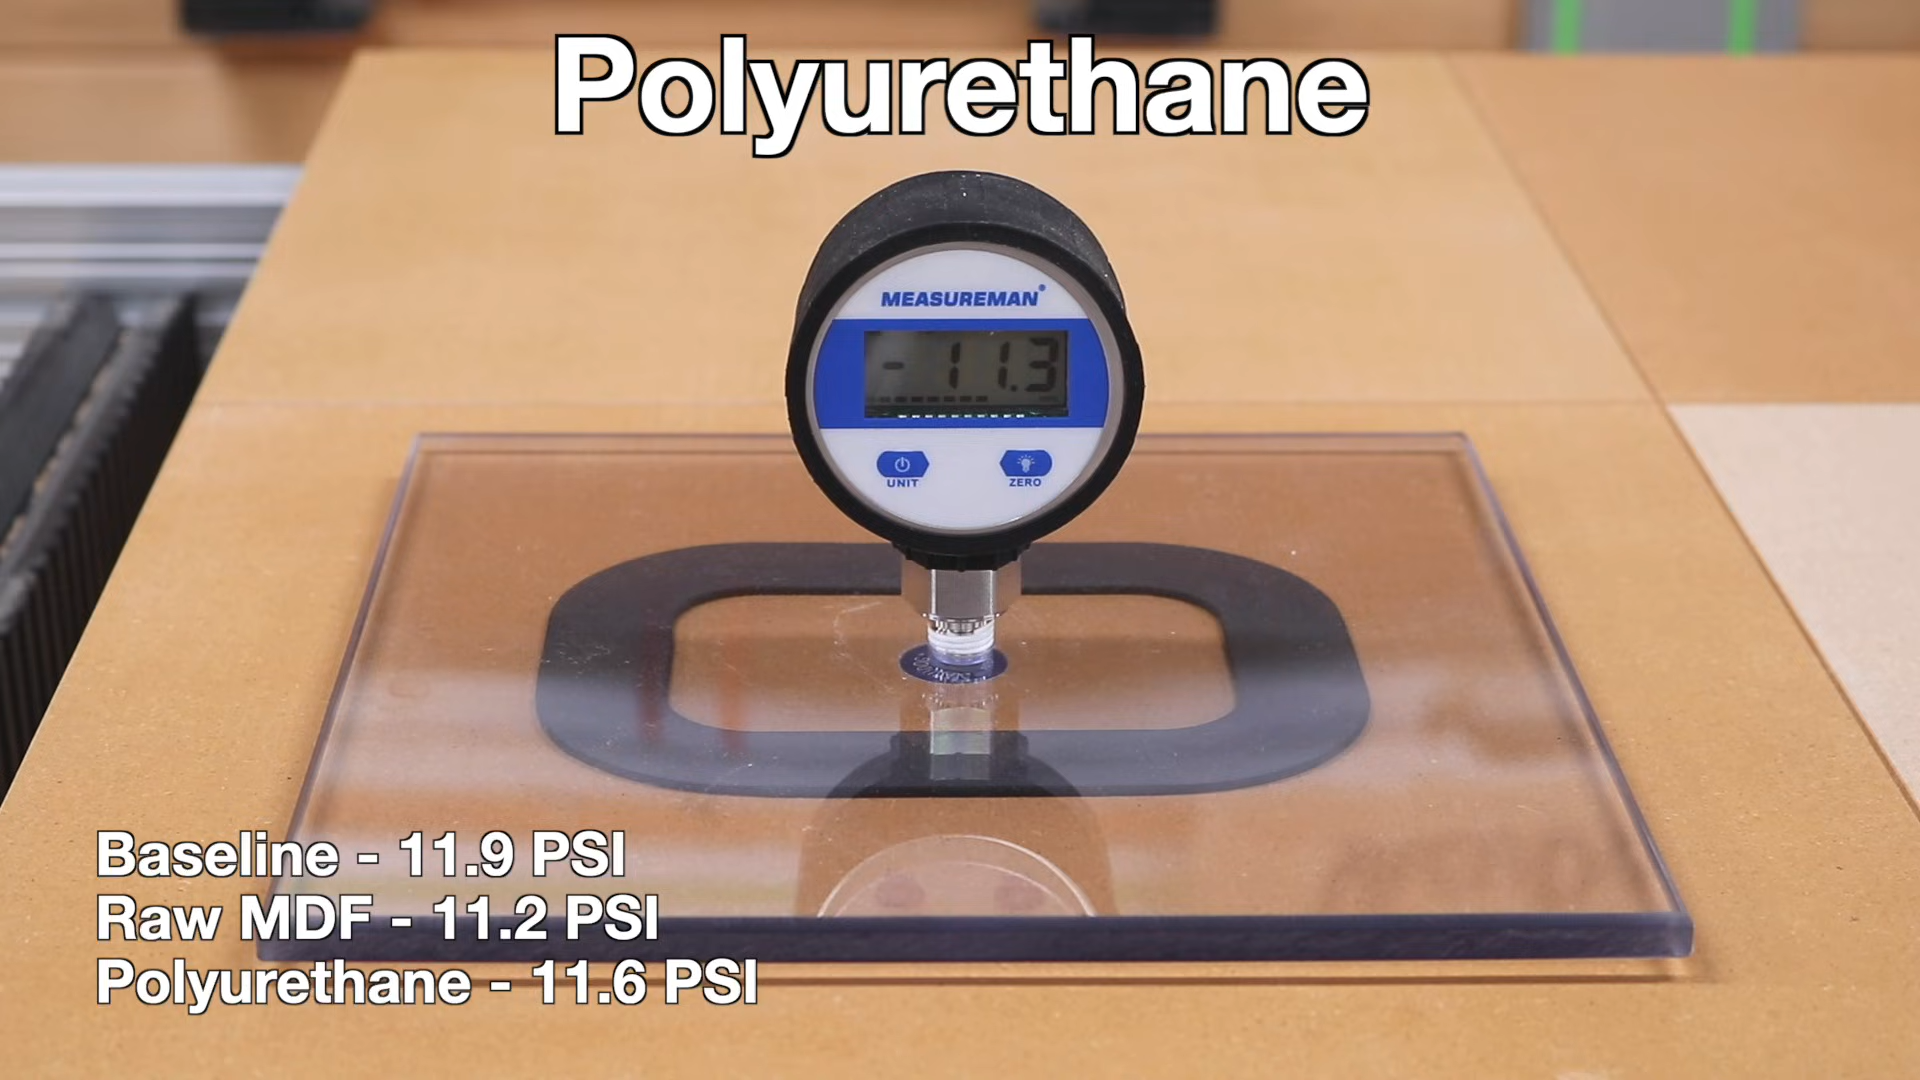 Polyurethane
MEASUREMAN®
- 11.3
UNIT
ZERO
Baseline - 11.9 PSI
Raw MDF - 11.2 PSI
Polyurethane - 11.6 PSI